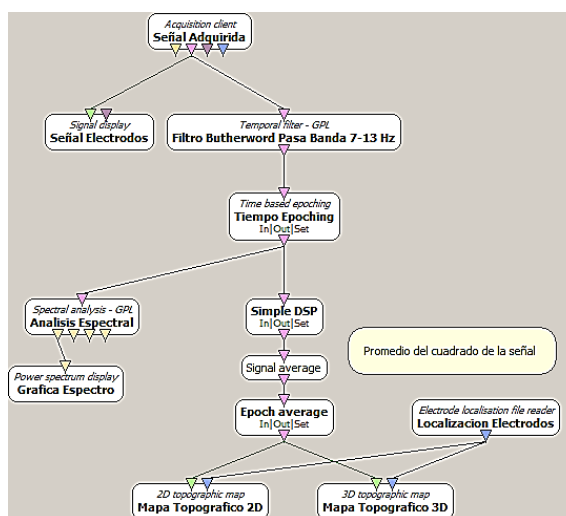 Acquisition client
Señal Adquirida
Signal display
Señal Electrodos
Temporal filter - GPL
Filtro Butherword Pasa Banda 7-13 Hz
Time based epoching
Tiempo Epoching
In|Out|Set
Spectral analysis - GPL
Analisis Espectral
Simple DSP
In|Out|Set
Promedio del cuadrado de la señal
Signal average
Power spectrum display
Grafica Espectro
Epoch average
In|Out|Set
Electrode localisation file reader
Localizacion Electrodos
2D topographic map
Mapa Topografico 2D
3D topographic map
Mapa Topografico 3D